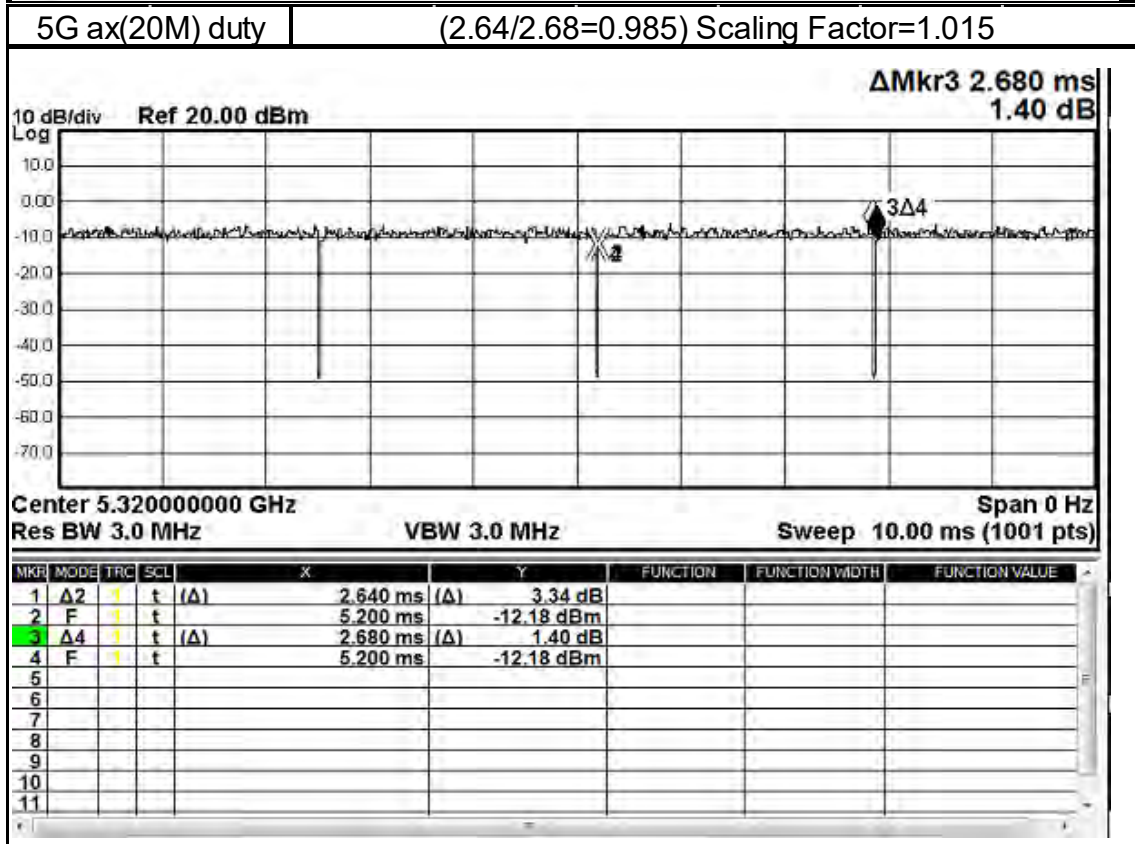 5G ax(20M) duty (2.64/2.68=0.985) Scaling Factor=1.015
ΔMkr3 2.680 ms
10 dB/div Ref 20.00 dBm 1.40 dB
Log
10.0
0.00
3Δ4
-10.0
-20.0
-30.0
-40.0
-50.0
-60.0
-70.0
Center 5.320000000 GHz Span 0 Hz
Res BW 3.0 MHz VBW 3.0 MHz Sweep 10.00 ms (1001 pts)
MKR MODE TRC SCL X Y FUNCTION FUNCTION WIDTH FUNCTION VALUE
1 Δ2 1 t (Δ) 2.640 ms (Δ) 3.34 dB
2 F 1 t 5.200 ms -12.18 dBm
3 Δ4 1 t (Δ) 2.680 ms (Δ) 1.40 dB
4 F 1 t 5.200 ms -12.18 dBm
5
6
7
8
9
10
11